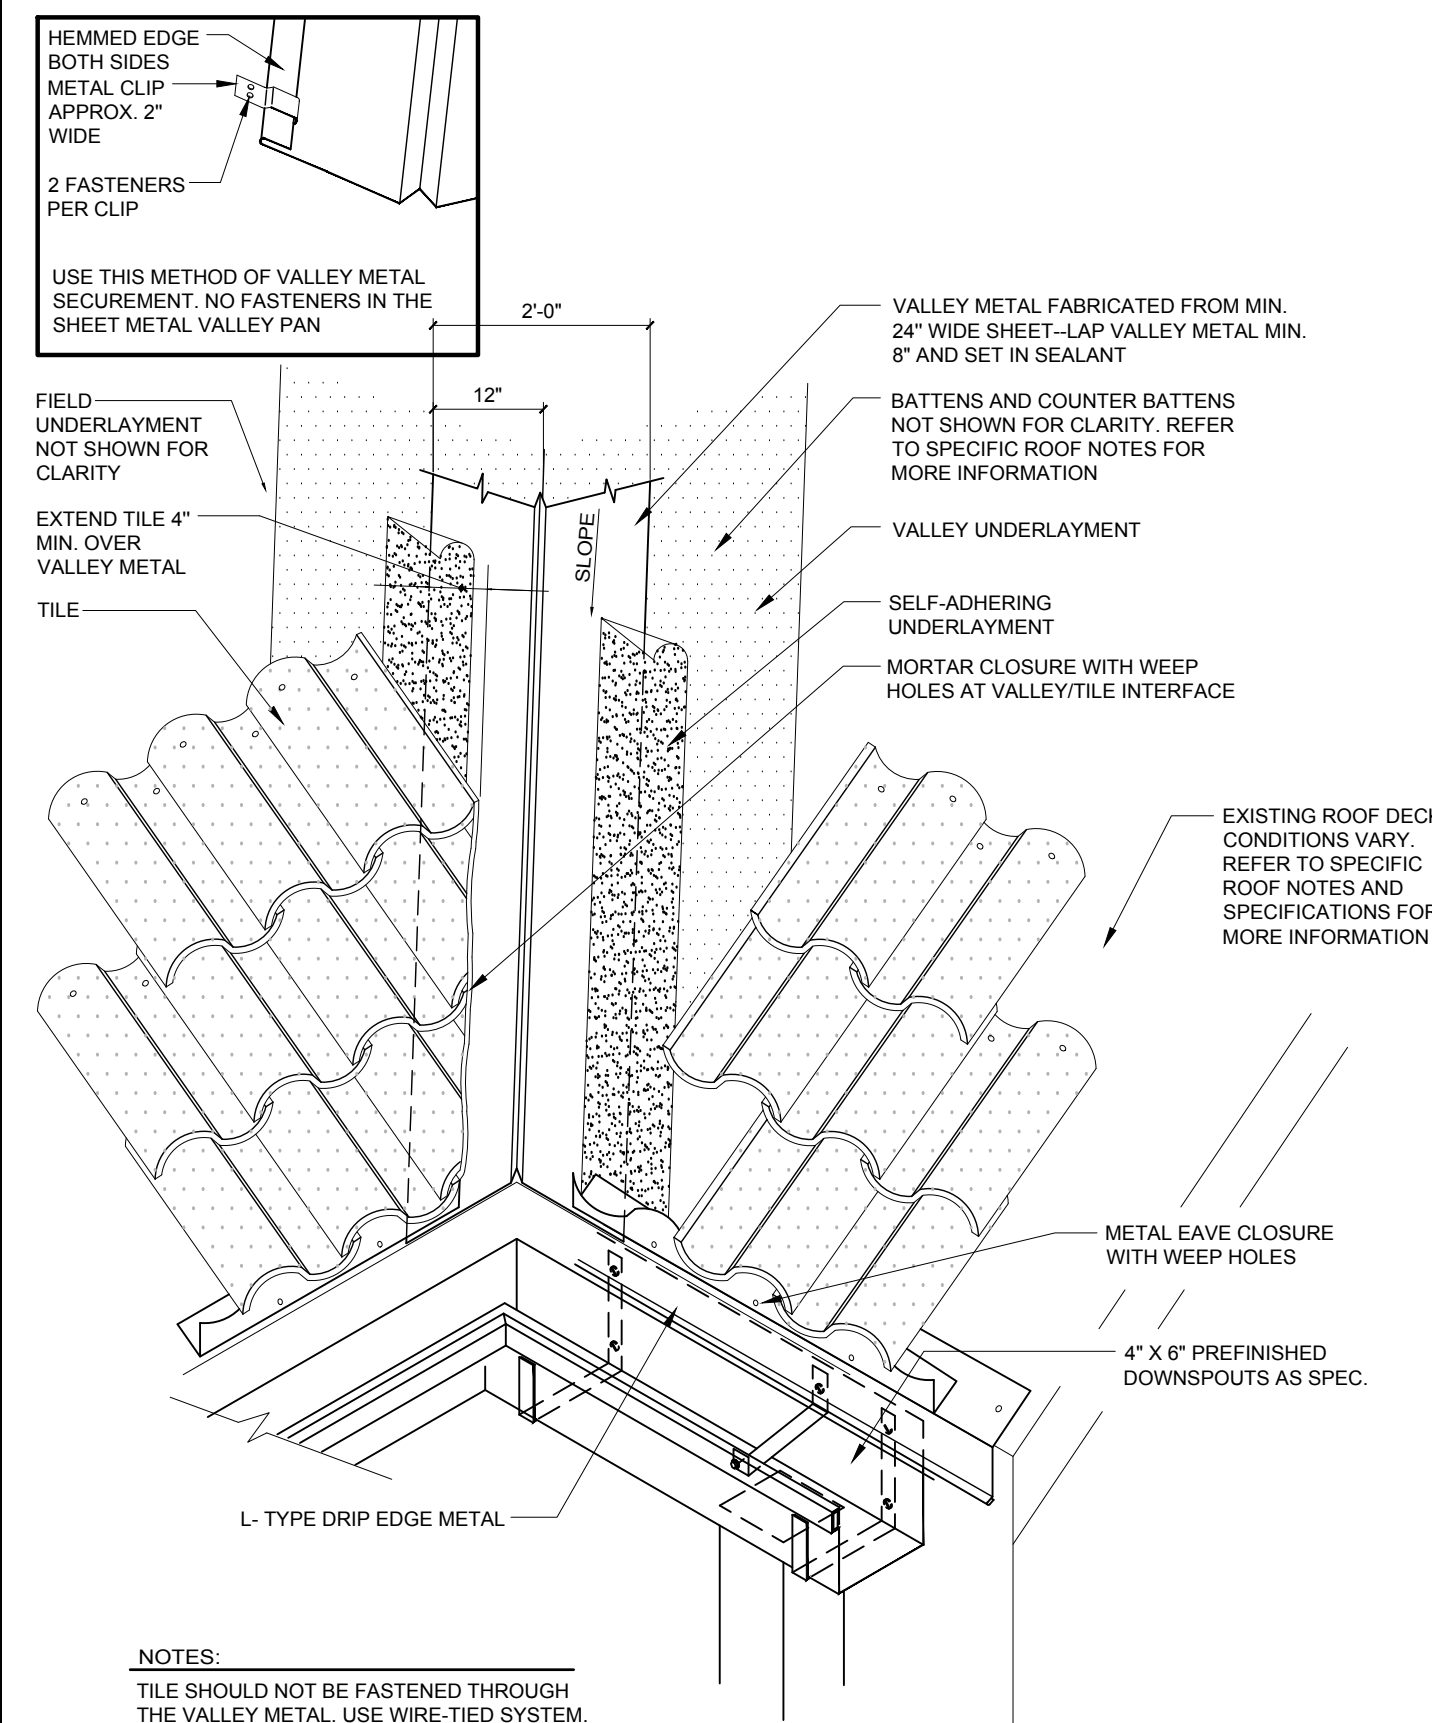 HEMMED EDGE
BOTH SIDES
METAL CLIP
APPROX. 2"
WIDE
2 FASTENERS
PER CLIP
USE THIS METHOD OF VALLEY METAL
SECUREMENT. NO FASTENERS IN THE
SHEET METAL VALLEY PAN
2'-0"
12"
SLOPE
FIELD
UNDERLAYMENT
NOT SHOWN FOR
CLARITY
EXTEND TILE 4"
MIN. OVER
VALLEY METAL
TILE
VALLEY METAL FABRICATED FROM MIN.
24" WIDE SHEET--LAP VALLEY METAL MIN.
8" AND SET IN SEALANT
BATTENS AND COUNTER BATTENS
NOT SHOWN FOR CLARITY. REFER
TO SPECIFIC ROOF NOTES FOR
MORE INFORMATION
VALLEY UNDERLAYMENT
SELF-ADHERING
UNDERLAYMENT
MORTAR CLOSURE WITH WEEP
HOLES AT VALLEY/TILE INTERFACE
EXISTING ROOF DECK
CONDITIONS VARY.
REFER TO SPECIFIC
ROOF NOTES AND
SPECIFICATIONS FOR
MORE INFORMATION
METAL EAVE CLOSURE
WITH WEEP HOLES
4" X 6" PREFINISHED
DOWNSPOUTS AS SPEC.
L- TYPE DRIP EDGE METAL
NOTES:
TILE SHOULD NOT BE FASTENED THROUGH
THE VALLEY METAL. USE WIRE-TIED SYSTEM.